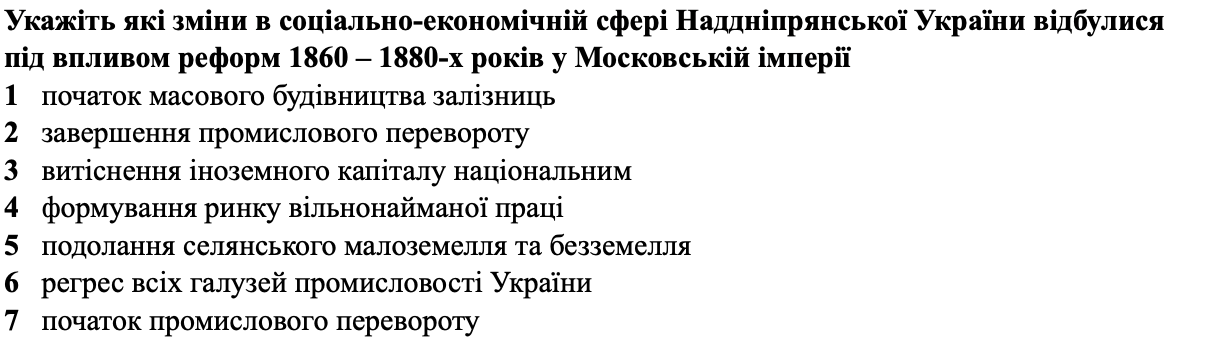 Укажіть які зміни в соціально-економічній сфері Наддніпрянської України відбулися
під впливом реформ 1860 – 1880-х років у Московській імперії
1 початок масового будівництва залізниць
2 завершення промислового перевороту
3 витіснення іноземного капіталу національним
4 формування ринку вільнонайманої праці
5 подолання селянського малоземелля та безземелля
6 регрес всіх галузей промисловості України
7 початок промислового перевороту